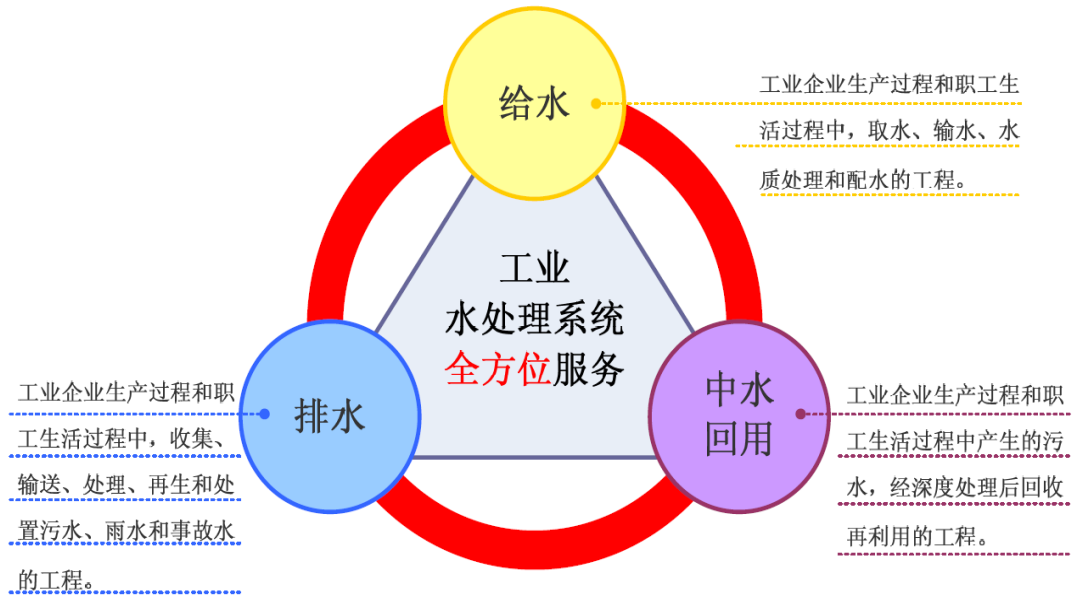 给水
工业企业生产过程和职工生
活过程中，取水、输水、水
质处理和配水的工程。
工业
水处理系统
全方位服务
排水
工业企业生产过程和职
工生活过程中，收集、
输送、处理、再生和处
置污水、雨水和事故水
的工程。
中水
回用
工业企业生产过程和职
工生活过程中产生的污
水，经深度处理后回收
再利用的工程。